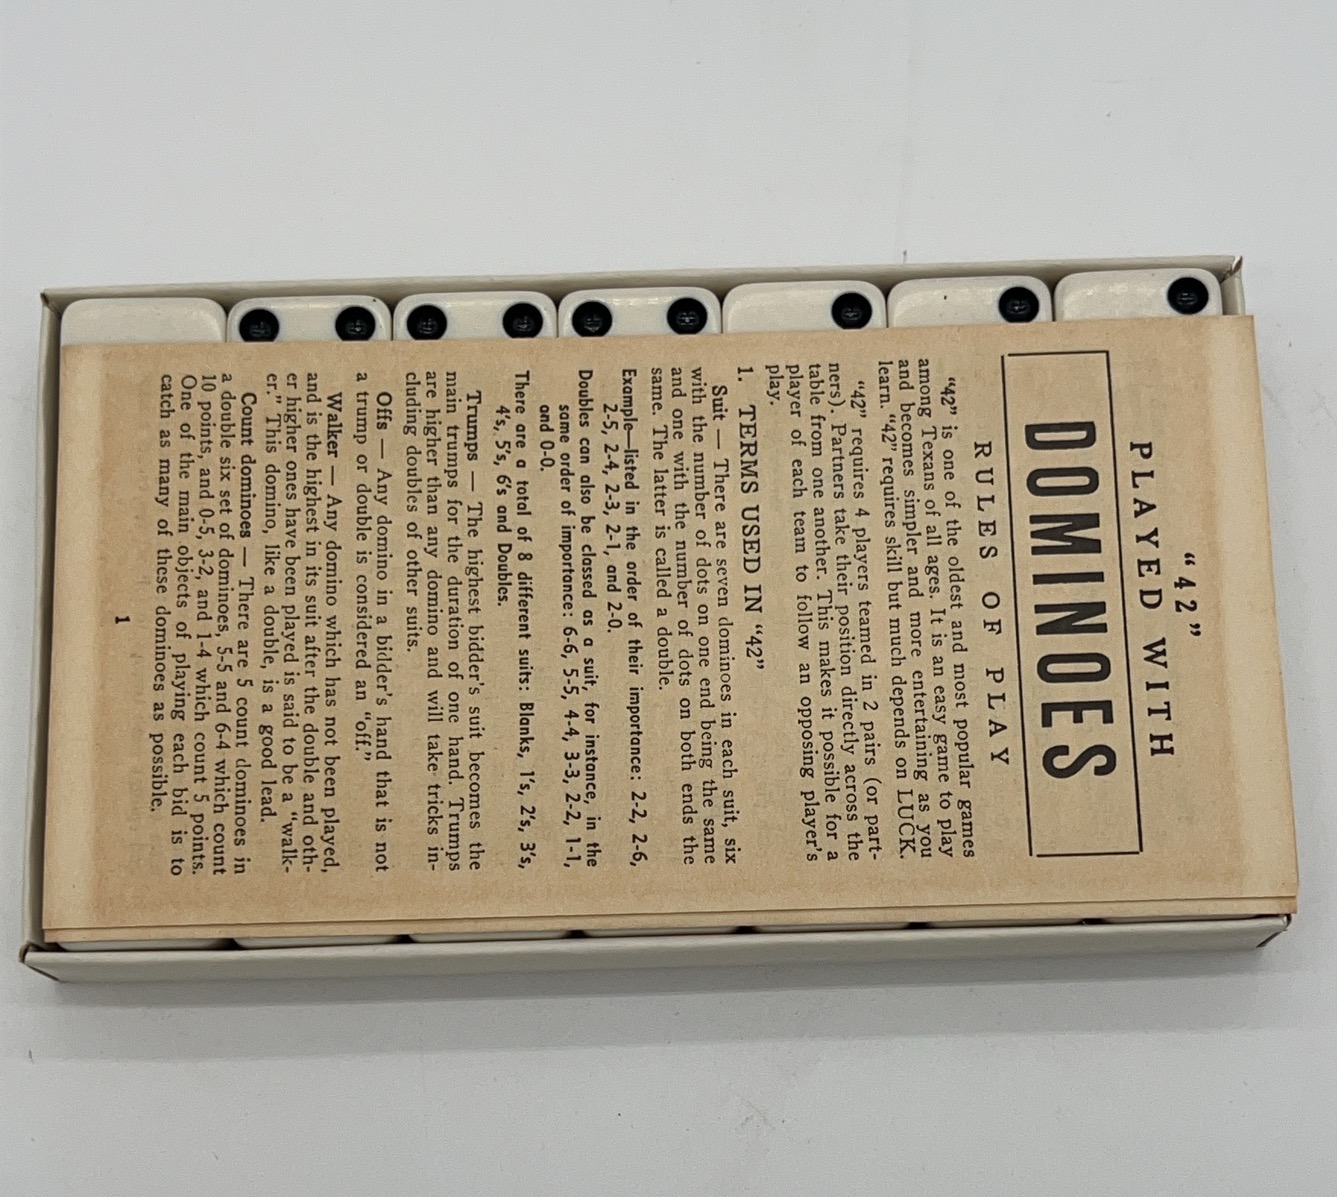 “42”
PLAYED WITH
DOMINOES
RULES OF PLAY
“42” is one of the oldest and most popular games
among Texans of all ages. It is an easy game to play
and becomes simpler and more entertaining as you
learn. “42” requires skill but much depends on LUCK.
“42” requires 4 players teamed in 2 pairs (or part-
ners). Partners take their position directly across the
table from one another. This makes it possible for a
player of each team to follow an opposing player’s
play.
1. TERMS USED IN “42”
Suit — There are seven dominoes in each suit, six
with the number of dots on one end being the same
and one with the number of dots on both ends the
same. The latter is called a double.
Example—listed in the order of their importance: 2-2, 2-6,
2-5, 2-4, 2-3, 2-1, and 2-0.
Doubles can also be classed as a suit, for instance, in the
same order of importance: 6-6, 5-5, 4-4, 3-3, 2-2, 1-1,
and 0-0.
There are a total of 8 different suits: Blanks, 1’s, 2’s, 3’s,
4’s, 5’s, 6’s and Doubles.
Trumps — The highest bidder’s suit becomes the
main trumps for the duration of one hand. Trumps
are higher than any domino and will take tricks in-
cluding doubles of other suits.
Offs — Any domino in a bidder’s hand that is not
a trump or double is considered an “off.”
Walker — Any domino which has not been played,
and is the highest in its suit after the double and oth-
er higher ones have been played is said to be a “walk-
er.” This domino, like a double, is a good lead.
Count dominoes — There are 5 count dominoes in
a double six set of dominoes, 5-5 and 6-4 which count
10 points, and 0-5, 3-2, and 1-4 which count 5 points.
One of the main objects of playing each bid is to
catch as many of these dominoes as possible.
1